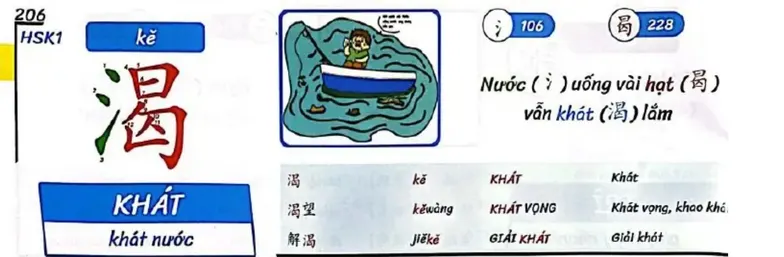 206
HSK1
kě
渴
KHÁT
khát nước
氵 106
曷 228
Nước (氵) uống vài hạt (曷)
vẫn khát (渴) lắm
渴 kě KHÁT Khát
渴望 kěwàng KHÁT VỌNG Khát vọng, khao khá
解渴 jiěkě GIẢI KHÁT Giải khát